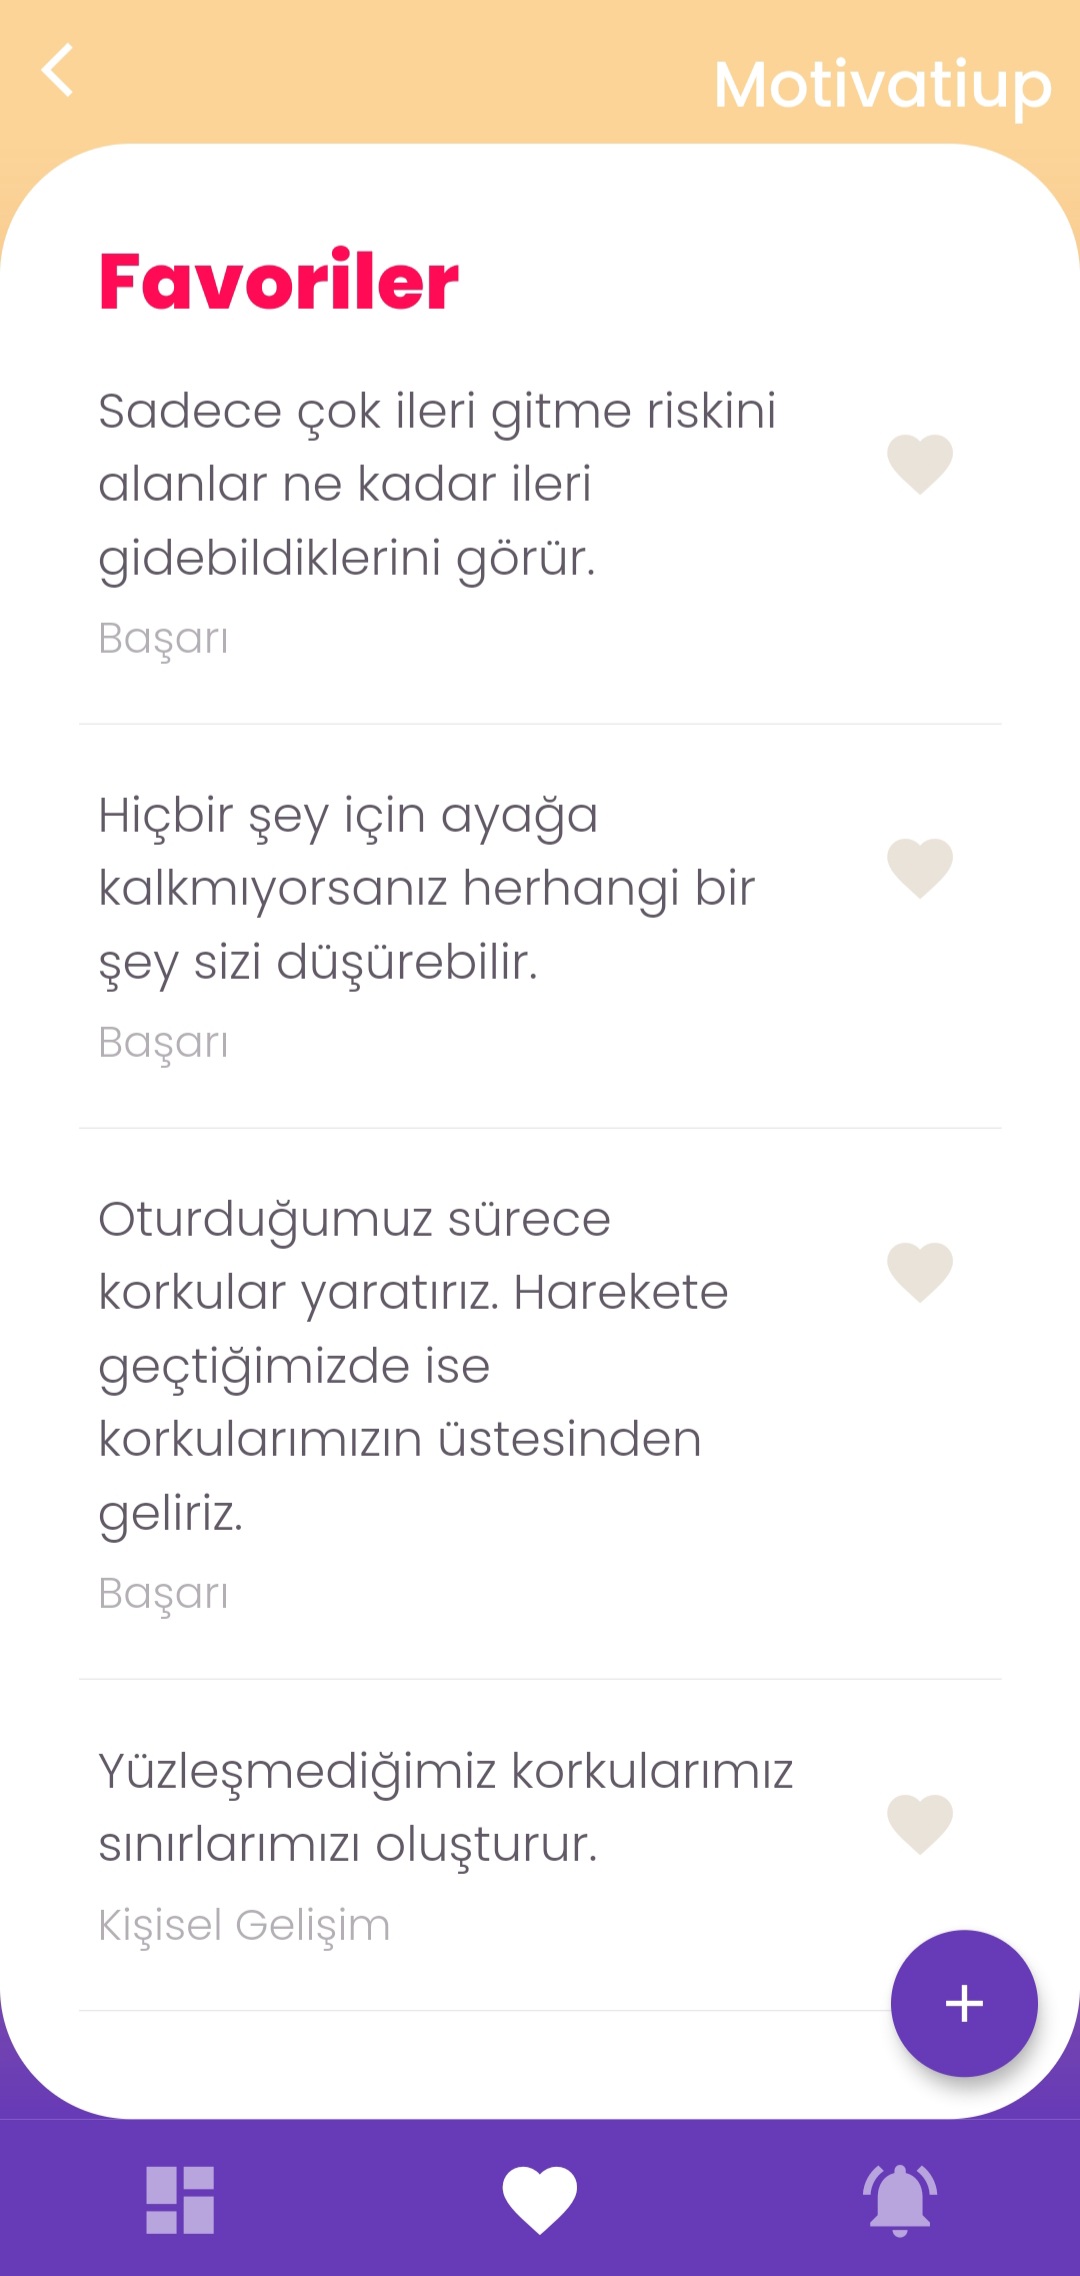 Motivatiup
Favoriler
Sadece çok ileri gitme riskini
alanlar ne kadar ileri
gidebildiklerini görür.
Başarı
Hiçbir şey için ayağa
kalkmıyorsanız herhangi bir
şey sizi düşürebilir.
Başarı
Oturduğumuz sürece
korkular yaratırız. Harekete
geçtiğimizde ise
korkularımızın üstesinden
geliriz.
Başarı
Yüzleşmediğimiz korkularımız
sınırlarımızı oluşturur.
Kişisel Gelişim